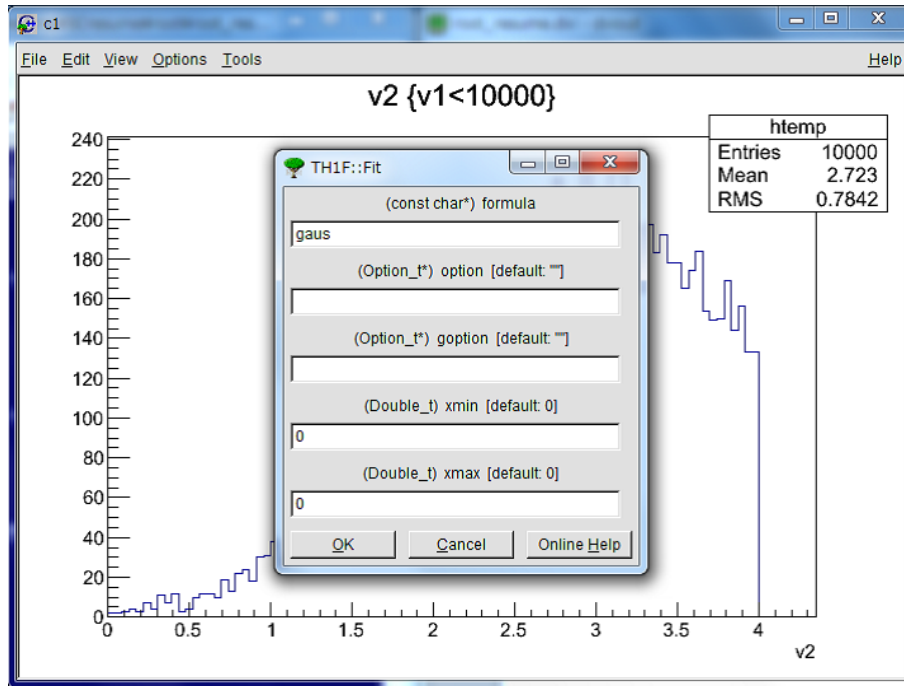 c1
File Edit View Options Tools Help
v2 {v1<10000}
htemp
Entries 10000
Mean 2.723
RMS 0.7842
TH1F::Fit
(const char*) formula
gaus
(Option_t*) option [default: ""]
(Option_t*) goption [default: ""]
(Double_t) xmin [default: 0]
0
(Double_t) xmax [default: 0]
0
OK Cancel Online Help
240
220
200
180
160
140
120
100
80
60
40
20
0
0 0.5 1 1.5 2 2.5 3 3.5 4
v2